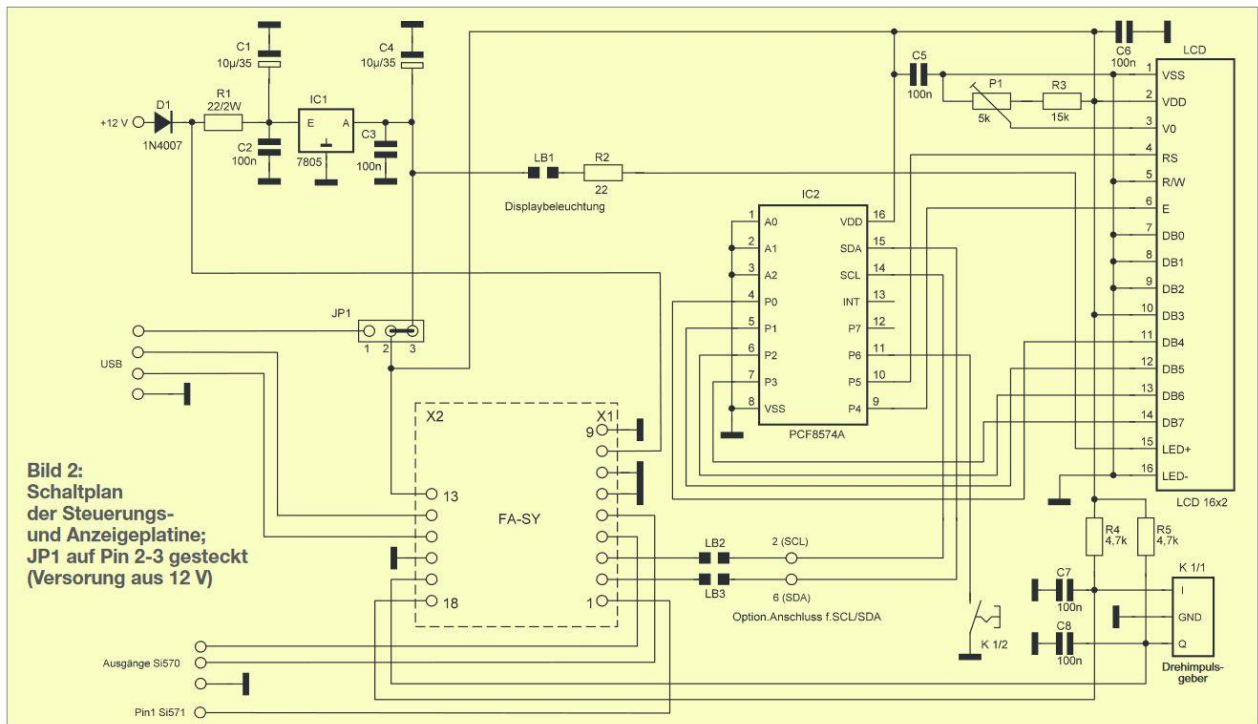 C1
10µ/35
C4
10µ/35
D1
+12 V
1N4007
R1
22/2W
IC1
E
A
7805
C2
100n
C3
100n
LB1
R2
22
Displaybeleuchtung
C5
100n
C6
100n
P1
5k
R3
15k
LCD
1 VSS
2 VDD
3 V0
4 RS
5 R/W
6 E
7 DB0
8 DB1
9 DB2
10 DB3
11 DB4
12 DB5
13 DB6
14 DB7
15 LED+
16 LED-
LCD 16x2
IC2
1 A0 VDD 16
2 A1 SDA 15
3 A2 SCL 14
4 P0 INT 13
5 P1 P7 12
6 P2 P6 11
7 P3 P5 10
8 VSS P4 9
PCF8574A
JP1
1 2 3
USB
X2
X1
9
13
FA-SY
18
1
Bild 2:
Schaltplan
der Steuerungs-
und Anzeigeplatine;
JP1 auf Pin 2-3 gesteckt
(Versorung aus 12 V)
LB2
2 (SCL)
LB3
6 (SDA)
Option.Anschluss f.SCL/SDA
K 1/2
R4
4,7k
R5
4,7k
K 1/1
C7
100n
I
GND
C8
100n
Q
Drehimpuls-
geber
Ausgänge Si570
Pin1 Si571